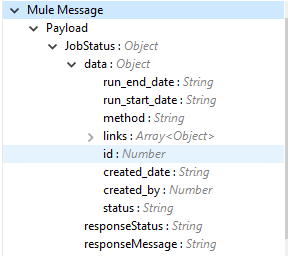 Mule Message
Payload
JobStatus : Object
data : Object
run_end_date : String
run_start_date : String
method : String
links : Array<Object>
id : Number
created_date : String
created_by : Number
status : String
responseStatus : String
responseMessage : String